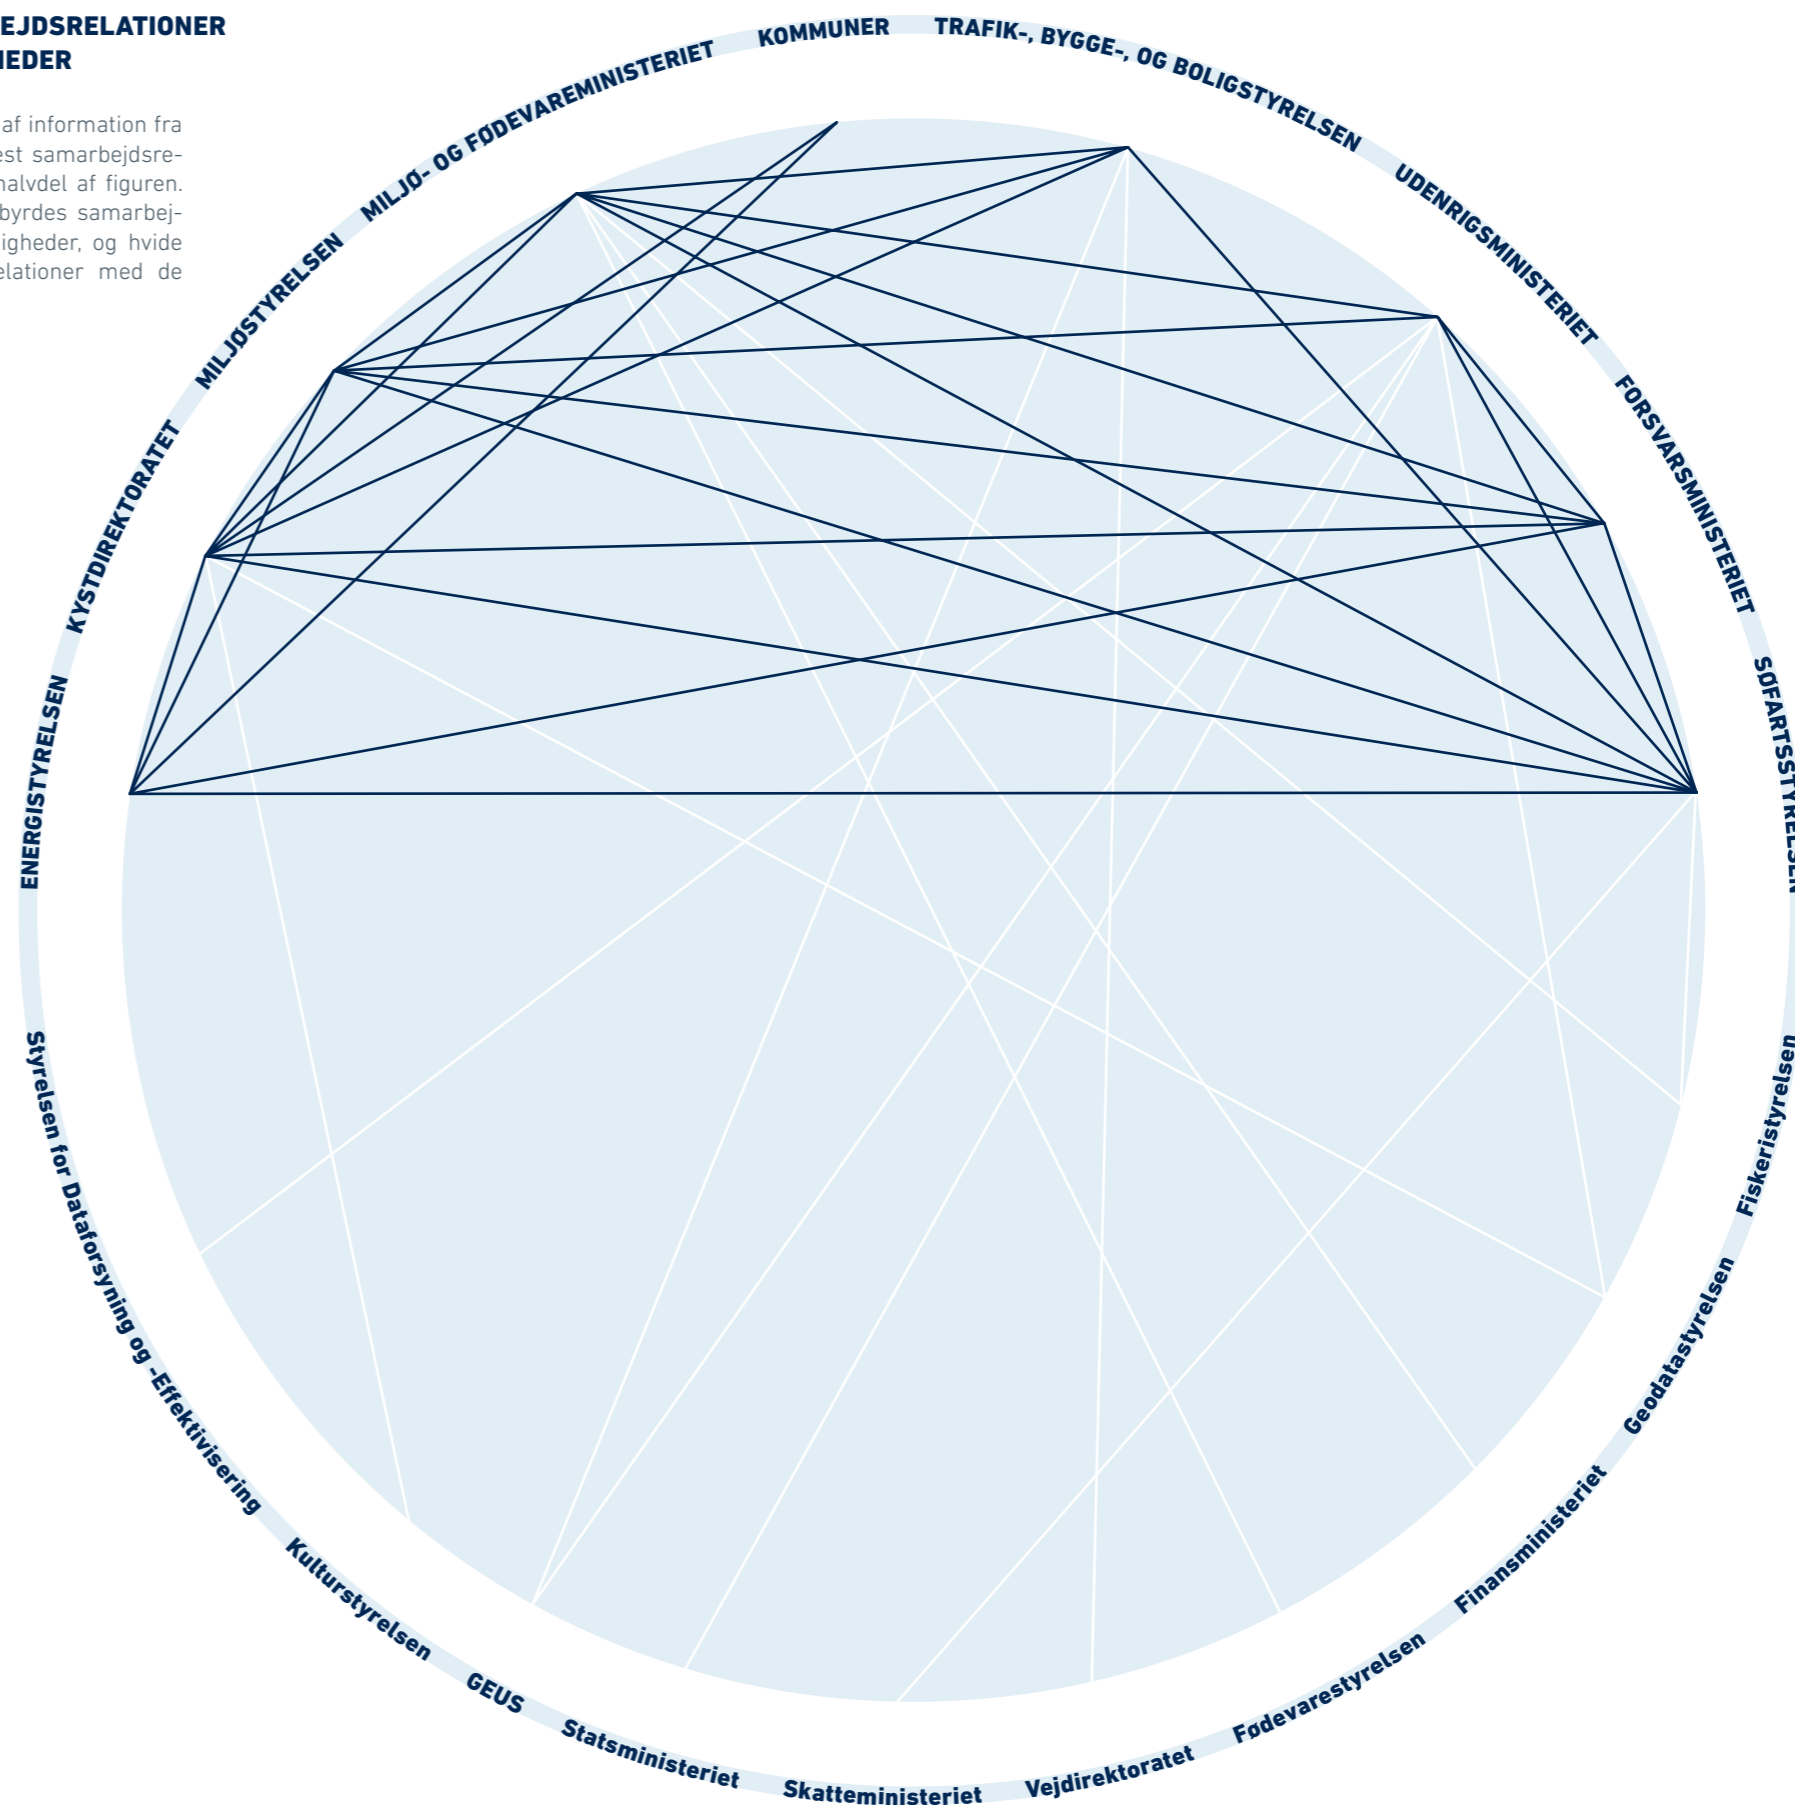 EJDSRELATIONER
HEDER
af information fra
est samarbejdsre-
halvdel af figuren.
byrdes samarbej-
igheder, og hvide
elationer med de
ENERGISTYRELSEN
KYSTDIREKTORATET
MILJØSTYRELSEN
MILJØ- OG FØDEVAREMINISTERIET
KOMMUNER
TRAFIK-, BYGGE-, OG BOLIGSTYRELSEN
UDENRIGSMINISTERIET
FORSVARSMINISTERIET
SØFARTSSTYRELSEN
Fiskeristyrelsen
Geodatastyrelsen
Finansministeriet
Fødevarestyrelsen
Vejdirektoratet
Skatteministeriet
Statsministeriet
GEUS
Kulturstyrelsen
Styrelsen for Dataforsyning og -Effektivisering